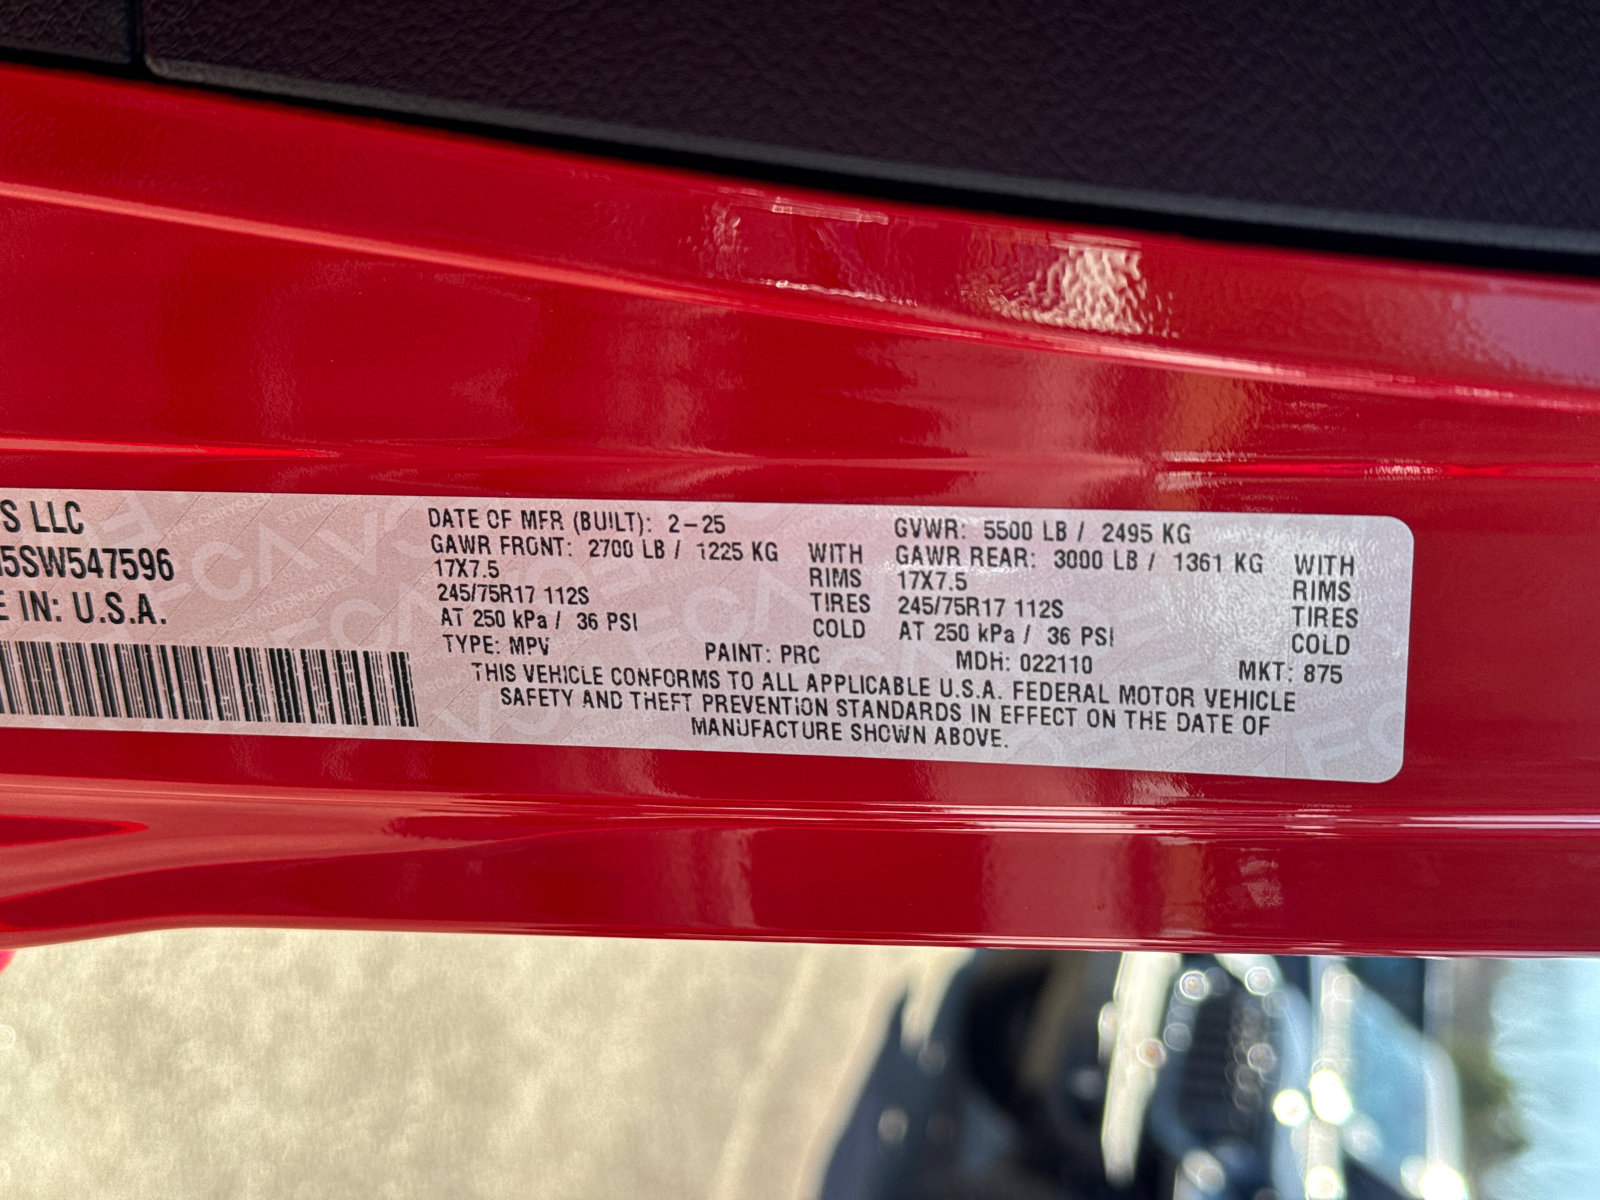 S LLC
5SW547596
E IN: U.S.A.
DATE OF MFR (BUILT): 2-25
GVWR: 5500 LB / 2495 KG
GAWR FRONT: 2700 LB / 1225 KG WITH
GAWR REAR: 3000 LB / 1361 KG WITH
17X7.5 RIMS
17X7.5 RIMS
245/75R17 112S TIRES
245/75R17 112S TIRES
AT 250 kPa / 36 PSI COLD
AT 250 kPa / 36 PSI COLD
TYPE: MPV PAINT: PRC MDH: 022110 MKT: 875
THIS VEHICLE CONFORMS TO ALL APPLICABLE U.S.A. FEDERAL MOTOR VEHICLE
SAFETY AND THEFT PREVENTION STANDARDS IN EFFECT ON THE DATE OF
MANUFACTURE SHOWN ABOVE.